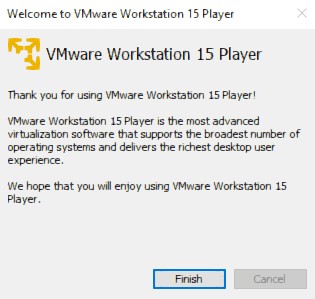 Welcome to VMware Workstation 15 Player
VMware Workstation 15 Player
Thank you for using VMware Workstation 15 Player!
VMware Workstation 15 Player is the most advanced
virtualization software that supports the broadest number of
operating systems and delivers the richest desktop user
experience.
We hope that you will enjoy using VMware Workstation 15
Player.
Finish
Cancel